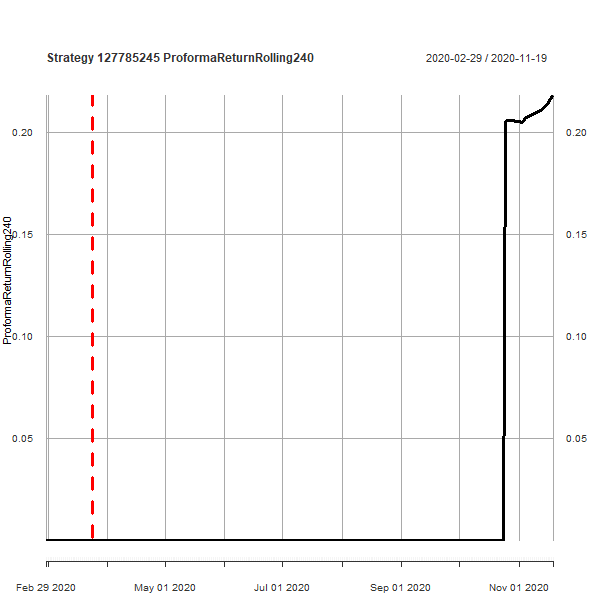 Strategy 127785245 ProformaReturnRolling240
2020-02-29 / 2020-11-19
0.20
0.20
ProformaReturnRolling240
0.15
0.15
0.10
0.10
0.05
0.05
Feb 29 2020
May 01 2020
Jul 01 2020
Sep 01 2020
Nov 01 2020